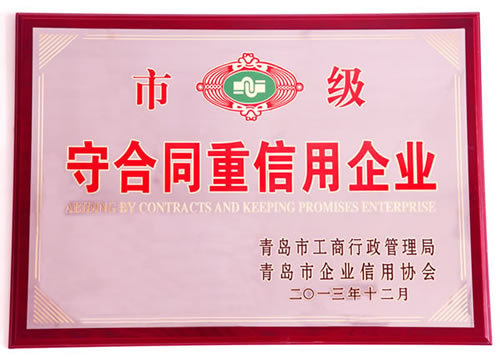 市 级
守合同重信用企业
ABIDING BY CONTRACTS AND KEEPING PROMISES ENTERPRISE
青岛市工商行政管理局
青岛市企业信用协会
二〇一三年十二月